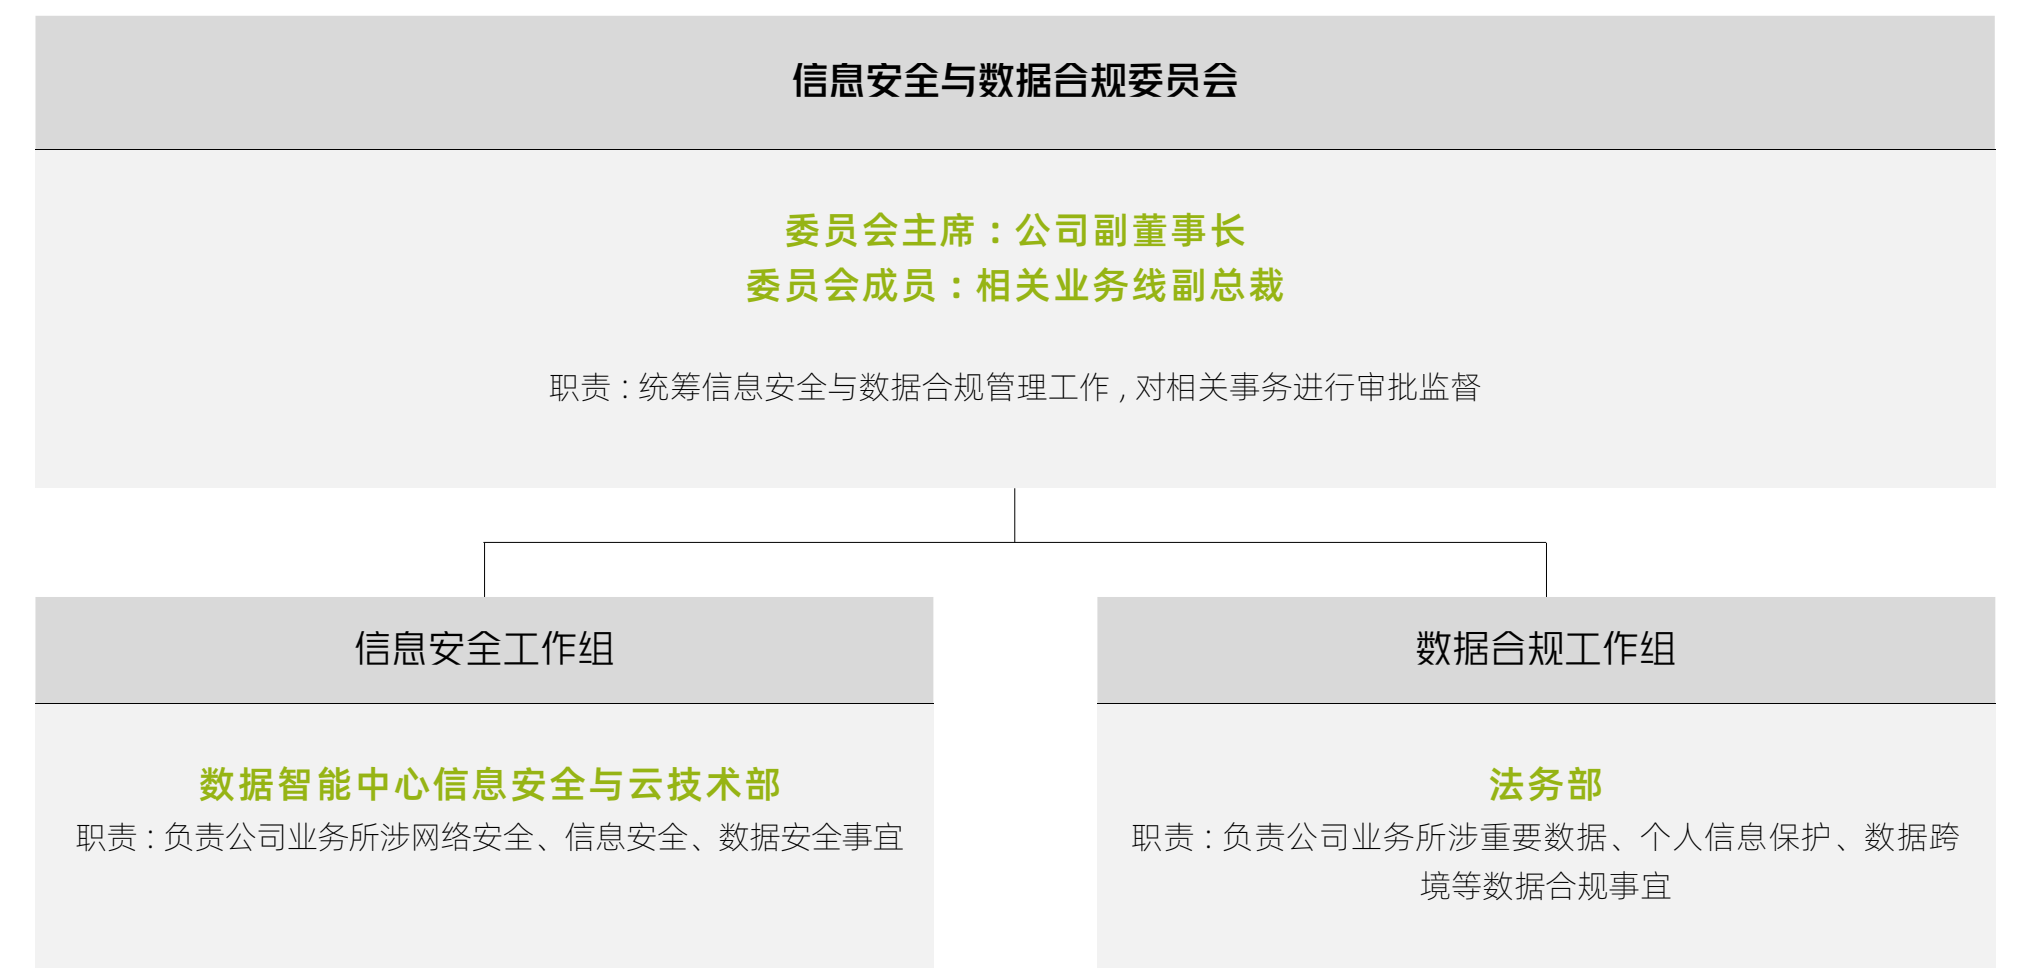 信息安全与数据合规委员会
委员会主席：公司副董事长
委员会成员：相关业务线副总裁
职责：统筹信息安全与数据合规管理工作，对相关事务进行审批监督
信息安全工作组
数据智能中心信息安全与云技术部
职责：负责公司业务所涉网络安全、信息安全、数据安全事宜
数据合规工作组
法务部
职责：负责公司业务所涉重要数据、个人信息保护、数据跨
境等数据合规事宜